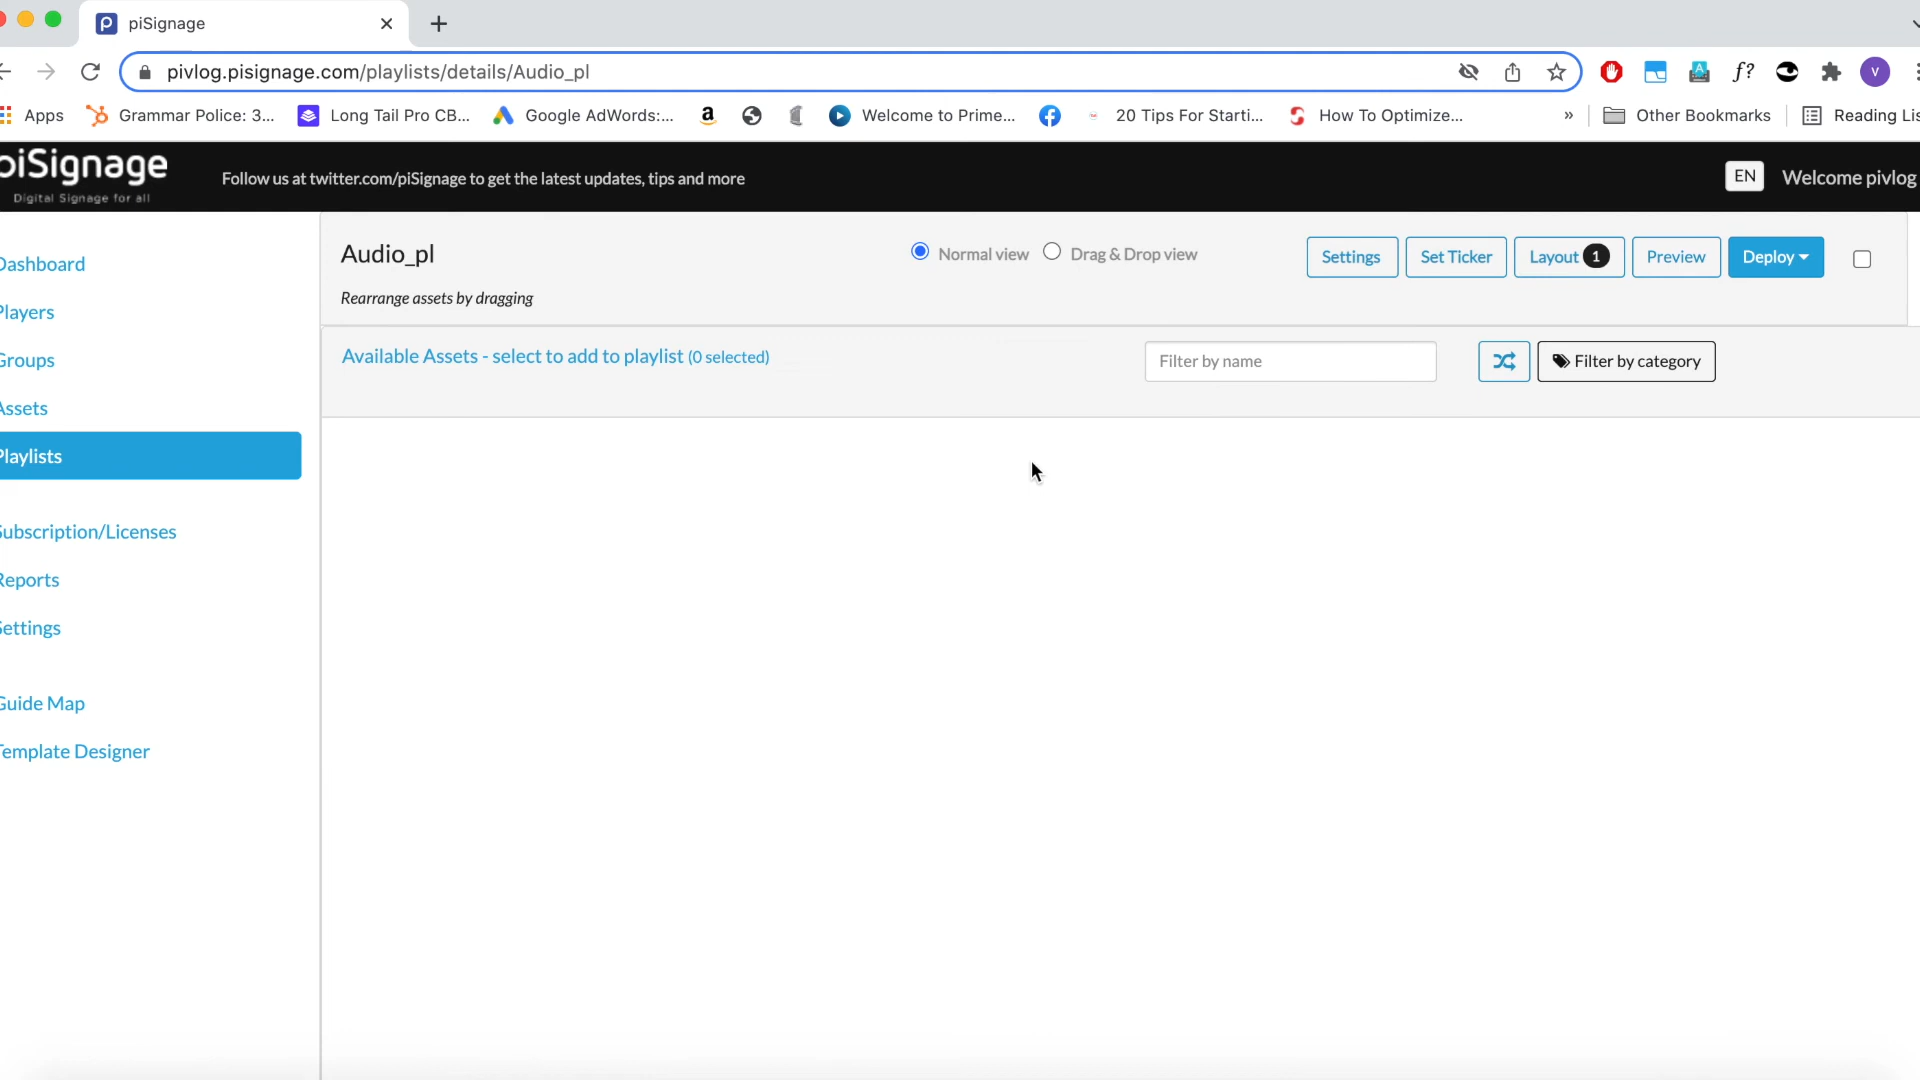 piSignage
pivlog.pisignage.com/playlists/details/Audio_pl
f?
V
Apps
Grammar Police: 3...
Long Tail Pro CB...
Google AdWords:...
Welcome to Prime...
20 Tips For Starti...
How To Optimize...
»
Other Bookmarks
Reading Lis
piSignage
Digital Signage for all
Follow us at twitter.com/piSignage to get the latest updates, tips and more
EN
Welcome pivlog
Dashboard
Players
Groups
Assets
Playlists
Subscription/Licenses
Reports
Settings
Guide Map
Template Designer
Audio_pl
Normal view
Drag & Drop view
Settings
Set Ticker
Layout 1
Preview
Deploy
Rearrange assets by dragging
Available Assets - select to add to playlist (0 selected)
Filter by name
Filter by category